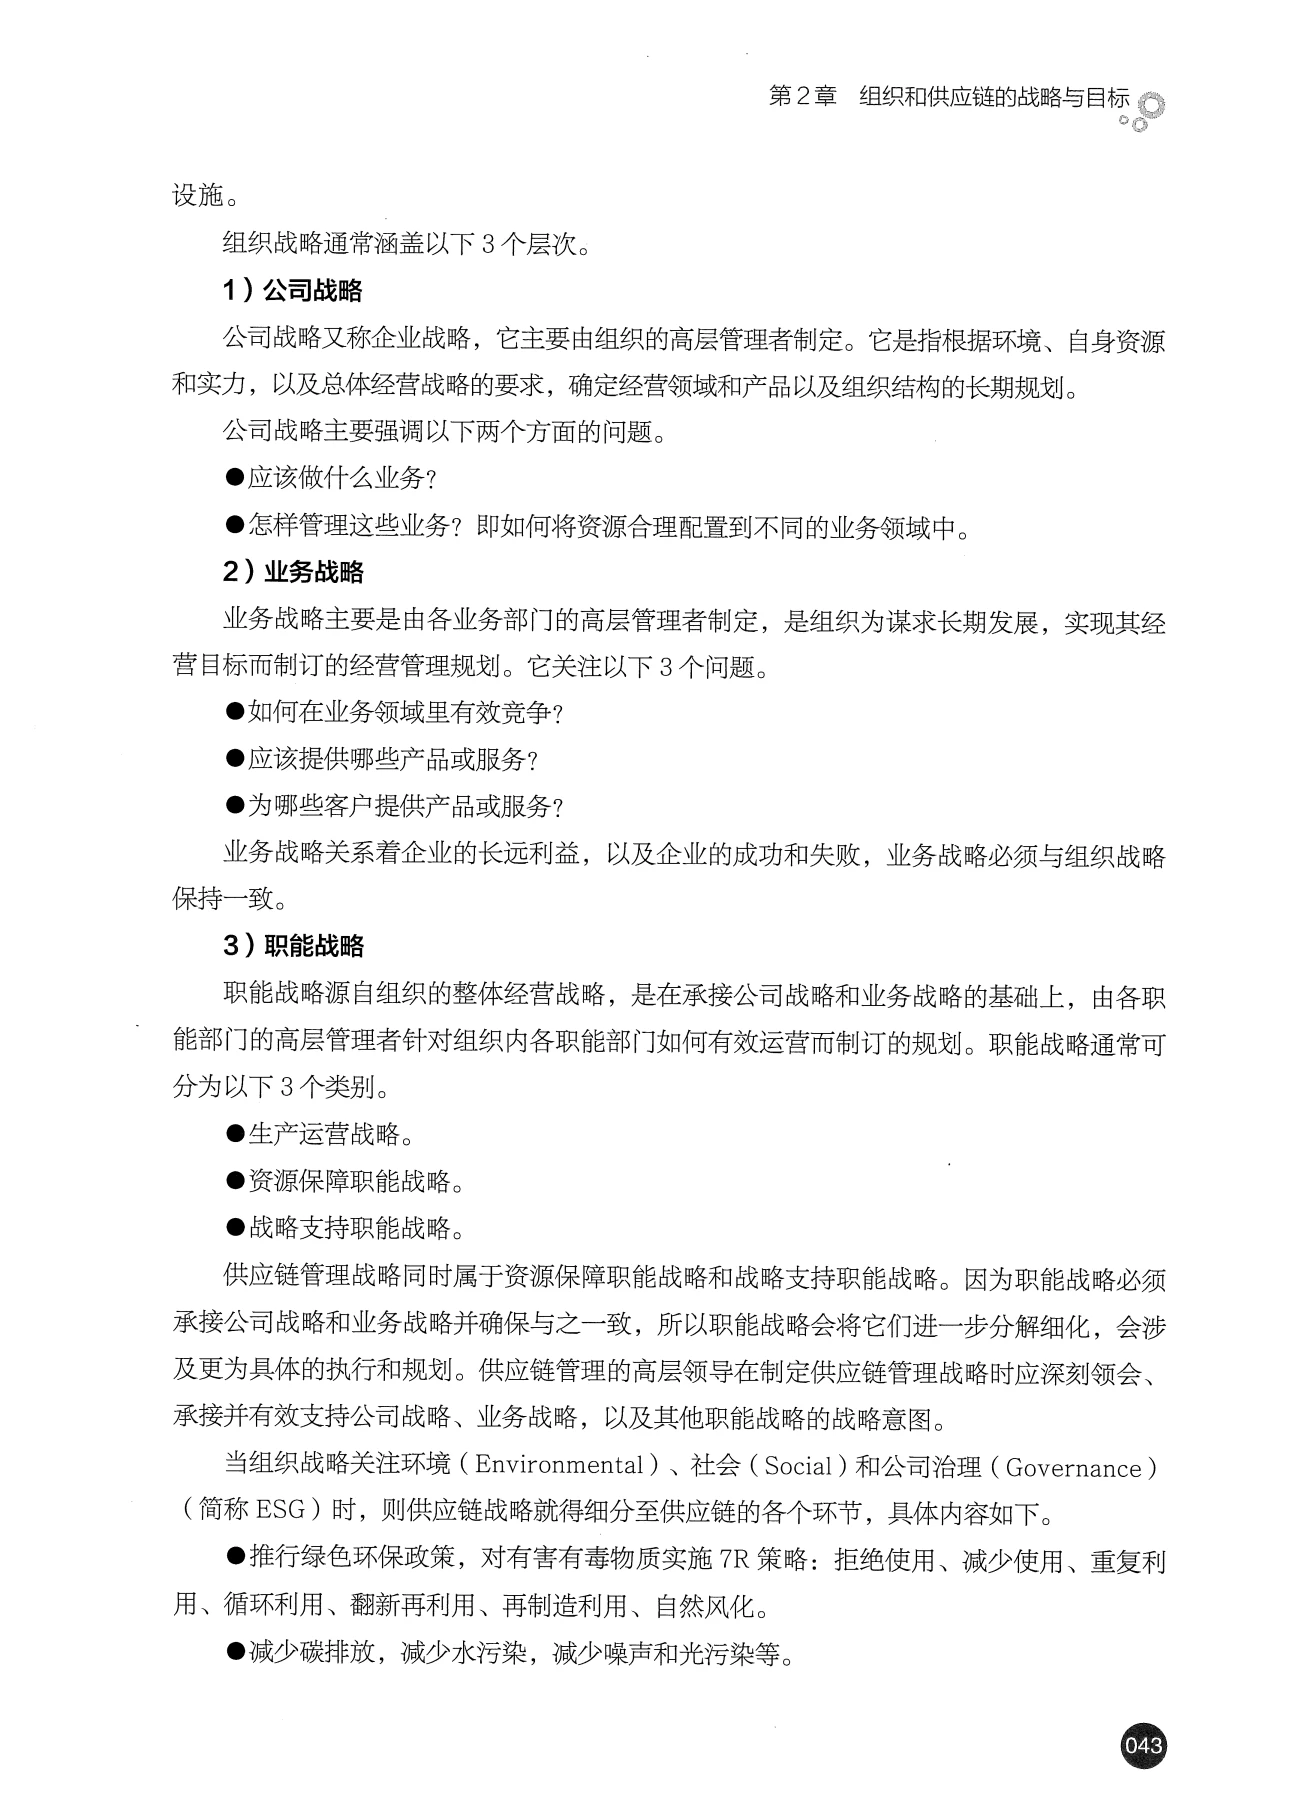 第2章 组织和供应链的战略与目标
设施。
组织战略通常涵盖以下3个层次。
1）公司战略
公司战略又称企业战略，它主要由组织的高层管理者制定。它是指根据环境、自身资源
和实力，以及总体经营战略的要求，确定经营领域和产品以及组织结构的长期规划。
公司战略主要强调以下两个方面的问题。
●应该做什么业务？
●怎样管理这些业务？即如何将资源合理配置到不同的业务领域中。
2）业务战略
业务战略主要是由各业务部门的高层管理者制定，是组织为谋求长期发展，实现其经
营目标而制订的经营管理规划。它关注以下3个问题。
●如何在业务领域里有效竞争？
●应该提供哪些产品或服务？
●为哪些客户提供产品或服务？
业务战略关系着企业的长远利益，以及企业的成功和失败，业务战略必须与组织战略
保持一致。
3）职能战略
职能战略源自组织的整体经营战略，是在承接公司战略和业务战略的基础上，由各职
能部门的高层管理者针对组织内各职能部门如何有效运营而制订的规划。职能战略通常可
分为以下3个类别。
●生产运营战略。
●资源保障职能战略。
●战略支持职能战略。
供应链管理战略同时属于资源保障职能战略和战略支持职能战略。因为职能战略必须
承接公司战略和业务战略并确保与之一致，所以职能战略会将它们进一步分解细化，会涉
及更为具体的执行和规划。供应链管理的高层领导在制定供应链管理战略时应深刻领会、
承接并有效支持公司战略、业务战略，以及其他职能战略的战略意图。
当组织战略关注环境（Environmental）、社会（Social）和公司治理（Governance）
（简称ESG）时，则供应链战略就得细分至供应链的各个环节，具体内容如下。
●推行绿色环保政策，对有害有毒物质实施7R策略：拒绝使用、减少使用、重复利
用、循环利用、翻新再利用、再制造利用、自然风化。
●减少碳排放，减少水污染，减少噪声和光污染等。
043